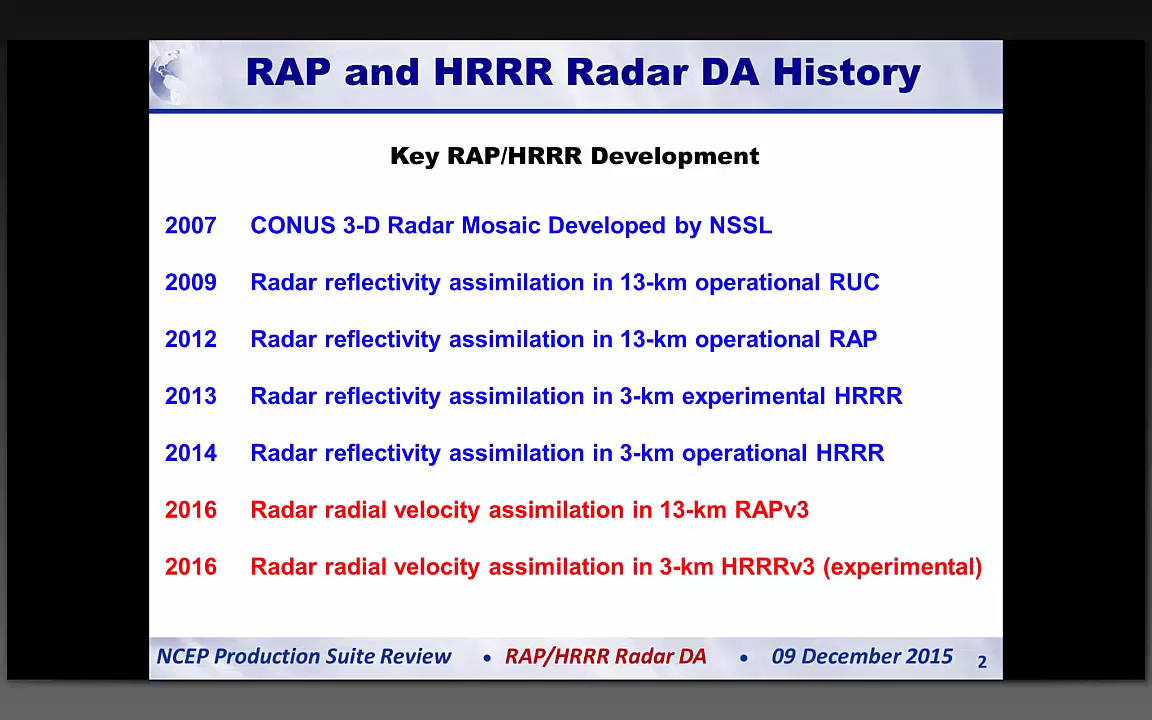 RAP and HRRR Radar DA History
Key RAP/HRRR Development
2007 CONUS 3-D Radar Mosaic Developed by NSSL
2009 Radar reflectivity assimilation in 13-km operational RUC
2012 Radar reflectivity assimilation in 13-km operational RAP
2013 Radar reflectivity assimilation in 3-km experimental HRRR
2014 Radar reflectivity assimilation in 3-km operational HRRR
2016 Radar radial velocity assimilation in 13-km RAPv3
2016 Radar radial velocity assimilation in 3-km HRRRv3 (experimental)
NCEP Production Suite Review • RAP/HRRR Radar DA • 09 December 2015 2